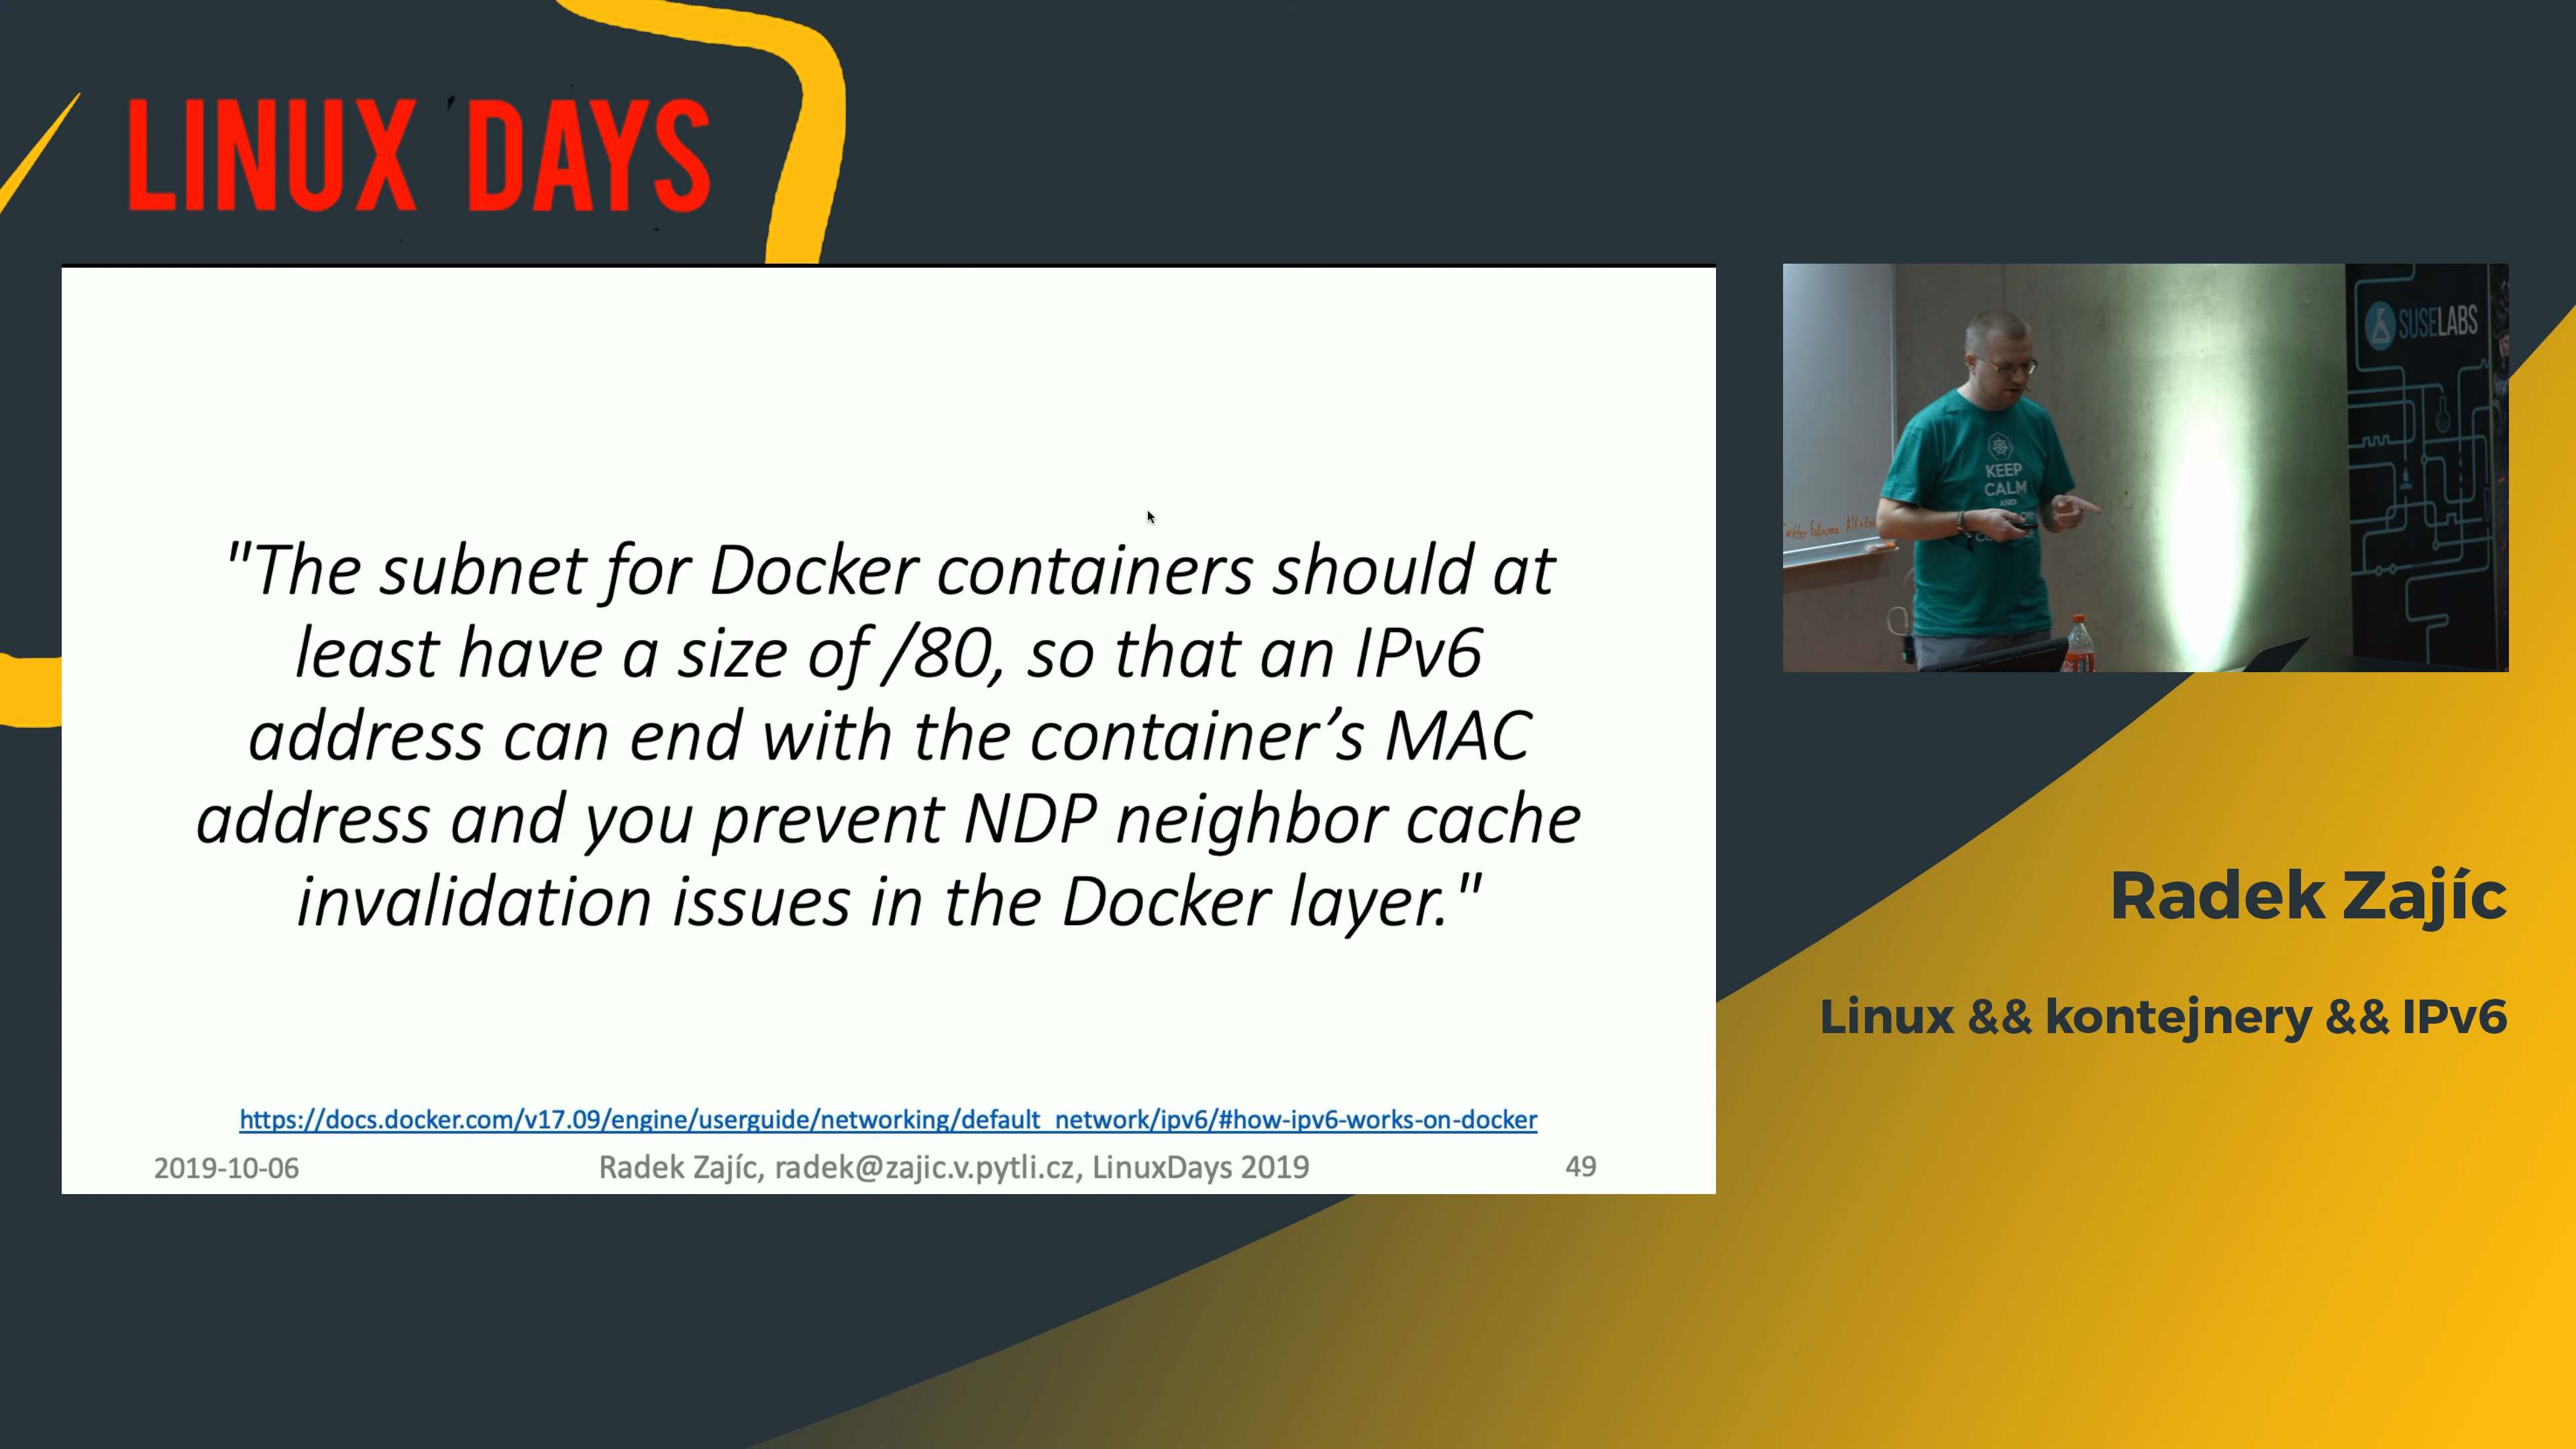 LINUX DAYS
"The subnet for Docker containers should at
least have a size of /80, so that an IPv6
address can end with the container’s MAC
address and you prevent NDP neighbor cache
invalidation issues in the Docker layer."
https://docs.docker.com/v17.09/engine/userguide/networking/default_network/ipv6/#how-ipv6-works-on-docker
2019-10-06
Radek Zajíc, radek@zajic.v.pytli.cz, LinuxDays 2019
49
SUSELABS
KEEP
CALM
AND
Radek Zajíc
Linux && kontejnery && IPv6